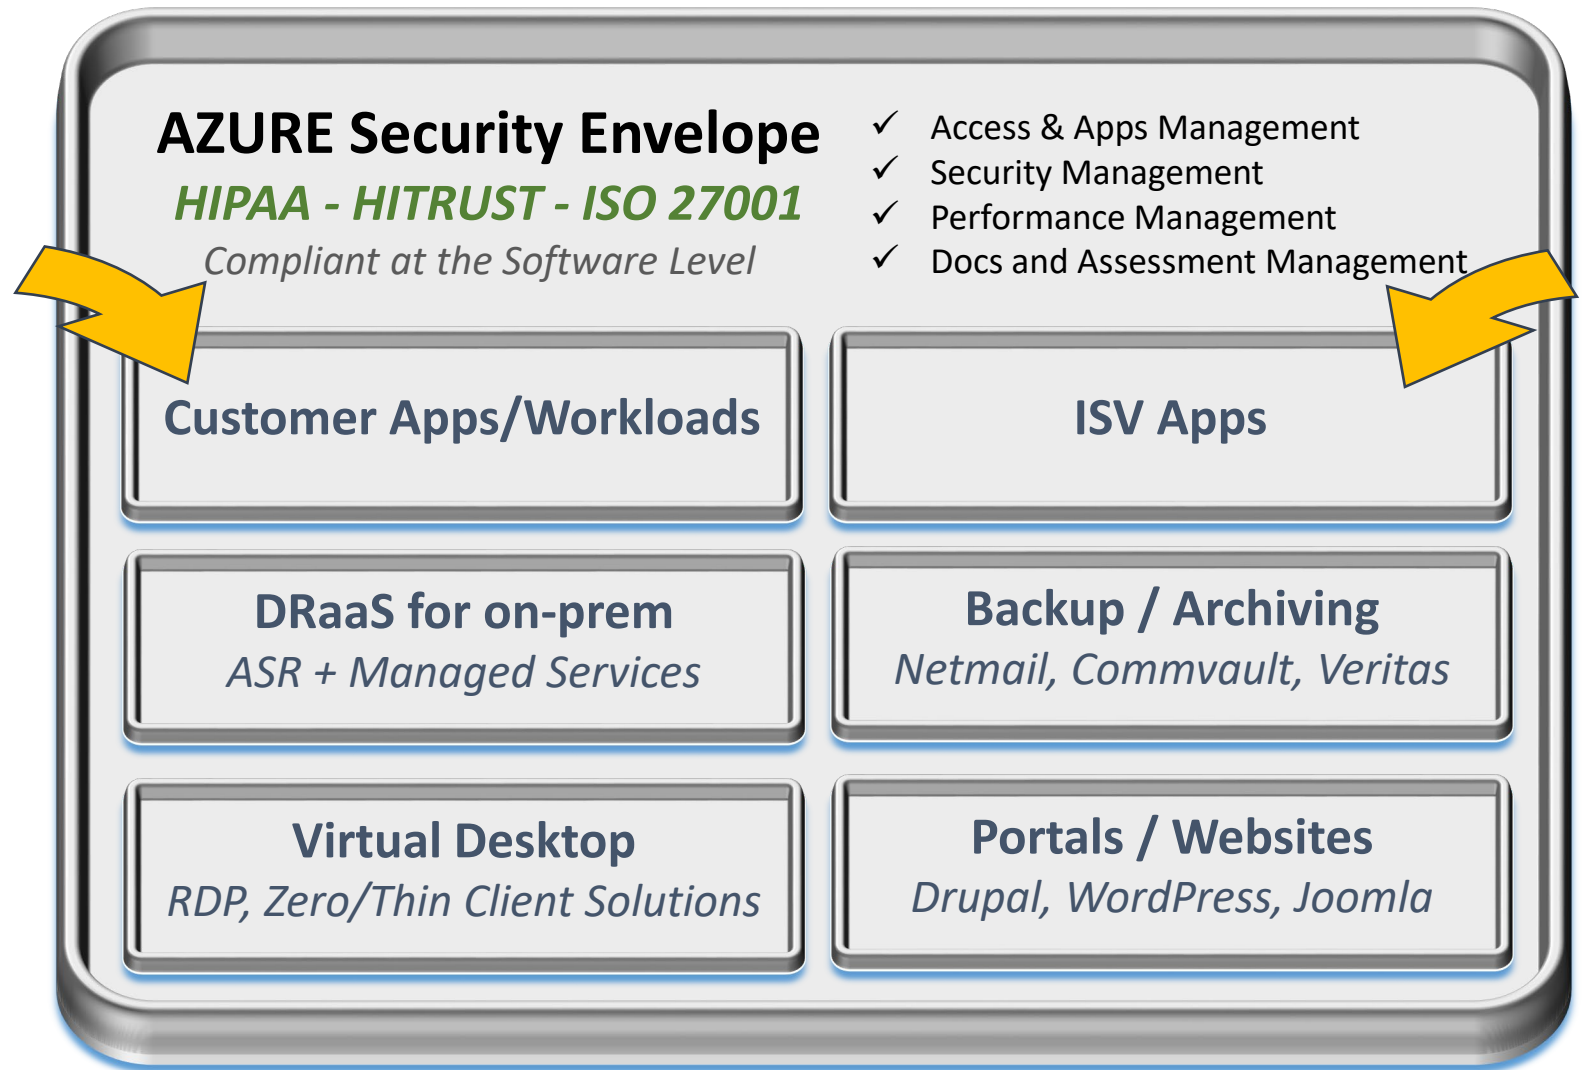 AZURE Security Envelope
HIPAA - HITRUST - ISO 27001
Compliant at the Software Level
✓ Access & Apps Management
✓ Security Management
✓ Performance Management
✓ Docs and Assessment Management
Customer Apps/Workloads
ISV Apps
DRaaS for on-prem
ASR + Managed Services
Backup / Archiving
Netmail, Commvault, Veritas
Virtual Desktop
RDP, Zero/Thin Client Solutions
Portals / Websites
Drupal, WordPress, Joomla